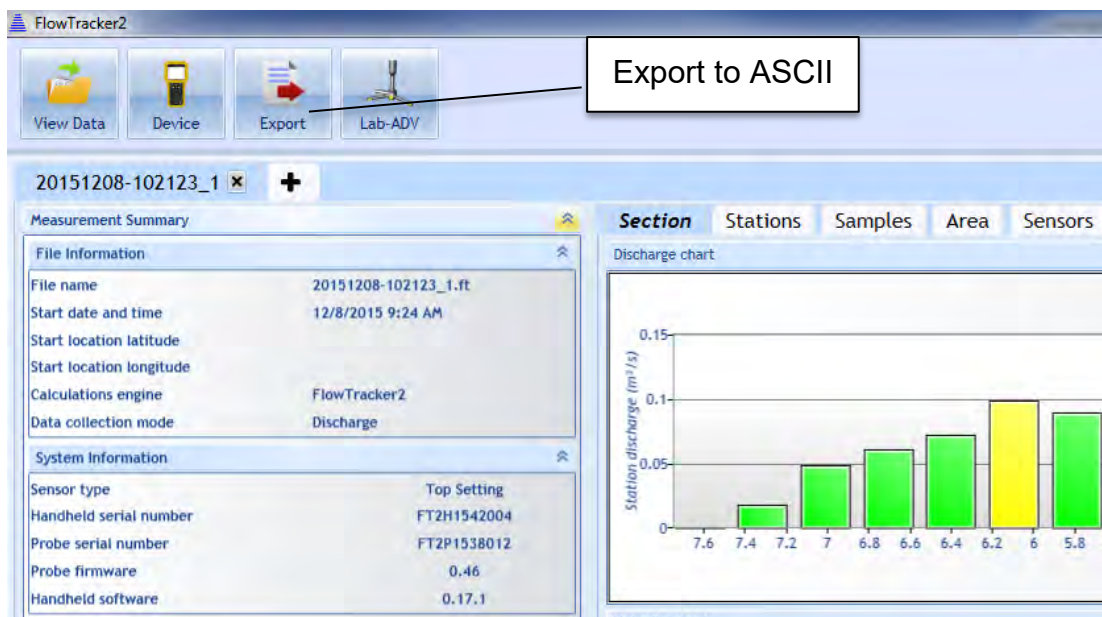 FlowTracker2
View Data
Device
Export
Lab-ADV
Export to ASCII
20151208-102123_1
Measurement Summary
File Information
File name 20151208-102123_1.ft
Start date and time 12/8/2015 9:24 AM
Start location latitude
Start location longitude
Calculations engine FlowTracker2
Data collection mode Discharge
System Information
Sensor type Top Setting
Handheld serial number FT2H1542004
Probe serial number FT2P1538012
Probe firmware 0.46
Handheld software 0.17.1
Section Stations Samples Area Sensors
Discharge chart
Station discharge (m³/s)
0.15
0.1
0.05
0
7.6 7.4 7.2 7 6.8 6.6 6.4 6.2 6 5.8